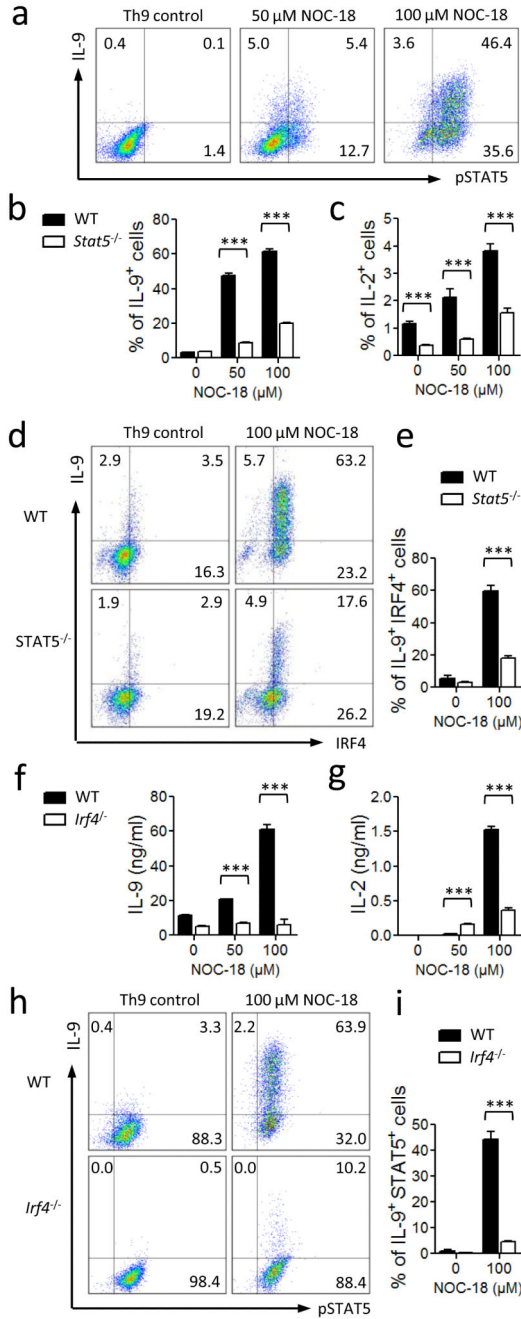 a
Th9 control
50 µM NOC-18
100 µM NOC-18
IL-9
0.4
0.1
5.0
5.4
3.6
46.4
1.4
12.7
35.6
pSTAT5
b
WT
Stat5-/-
% of IL-9+ cells
80
60
40
20
0
***
***
0
50
100
NOC-18 (µM)
c
% of IL-2+ cells
5
4
3
2
1
0
***
***
***
0
50
100
NOC-18 (µM)
d
Th9 control
100 µM NOC-18
IL-9
WT
2.9
3.5
5.7
63.2
16.3
23.2
STAT5-/-
1.9
2.9
4.9
17.6
19.2
26.2
IRF4
e
WT
Stat5-/-
% of IL-9+ IRF4+ cells
80
60
40
20
0
***
0
100
NOC-18 (µM)
f
WT
Irf4-/-
IL-9 (ng/ml)
80
60
40
20
0
***
***
0
50
100
NOC-18 (µM)
g
IL-2 (ng/ml)
2.0
1.5
1.0
0.5
0.0
***
***
0
50
100
NOC-18 (µM)
h
Th9 control
100 µM NOC-18
IL-9
WT
0.4
3.3
2.2
63.9
88.3
32.0
Irf4-/-
0.0
0.5
0.0
10.2
98.4
88.4
pSTAT5
i
WT
Irf4-/-
% of IL-9+ STAT5+ cells
50
40
30
20
10
0
***
0
100
NOC-18 (µM)